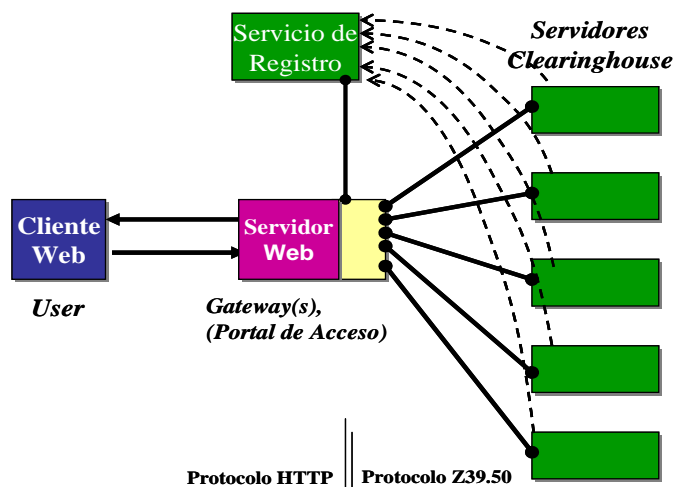 Servicio de
Registro
Servidores
Clearinghouse
Cliente
Web
Servidor
Web
User
Gateway(s),
(Portal de Acceso)
Protocolo HTTP
Protocolo Z39.50